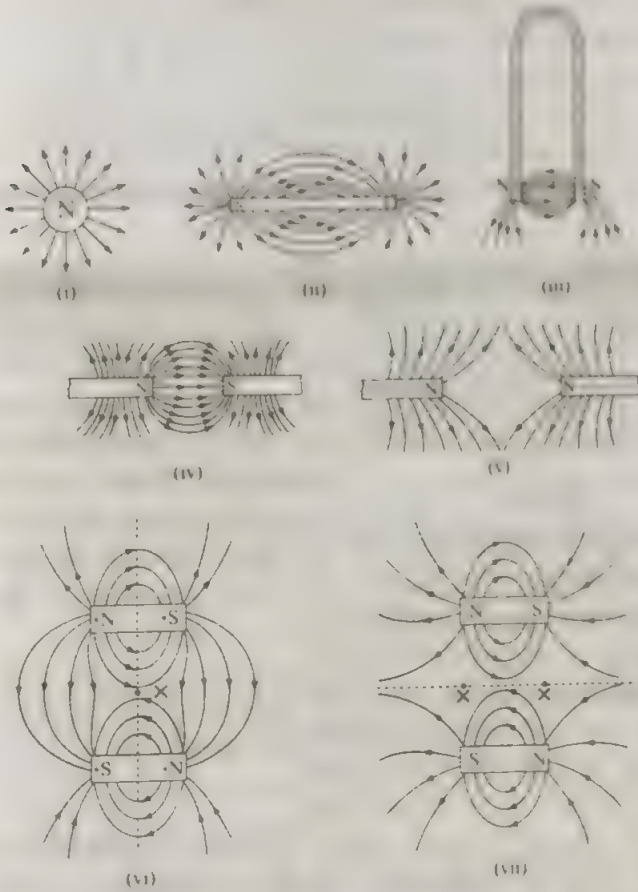 N
(i)
(ii)
(iii)
N
(iv)
N
(v)
·N ·S
×
·S ·N
(vi)
N S
× ×
S N
(vii)